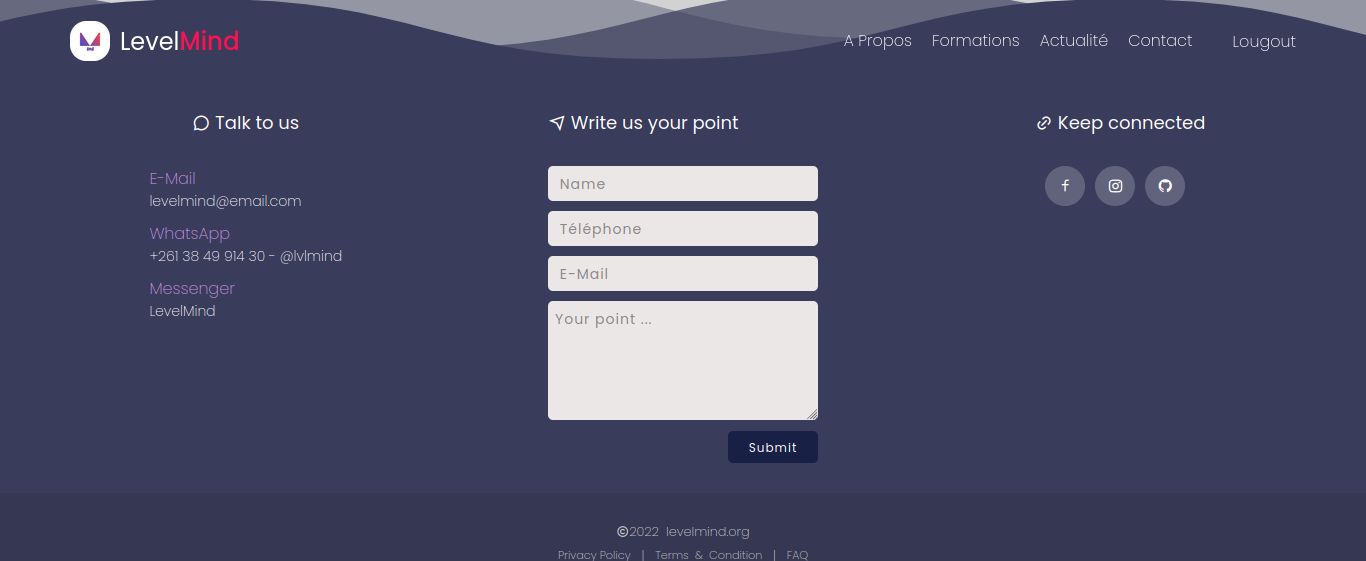 LevelMind
A Propos Formations Actualité Contact Lougout
Talk to us
E-Mail
levelmind@email.com
WhatsApp
+261 38 49 914 30 - @lvlmind
Messenger
LevelMind
Write us your point
Name
Téléphone
E-Mail
Your point ...
Submit
Keep connected
©2022 levelmind.org
Privacy Policy | Terms & Condition | FAQ